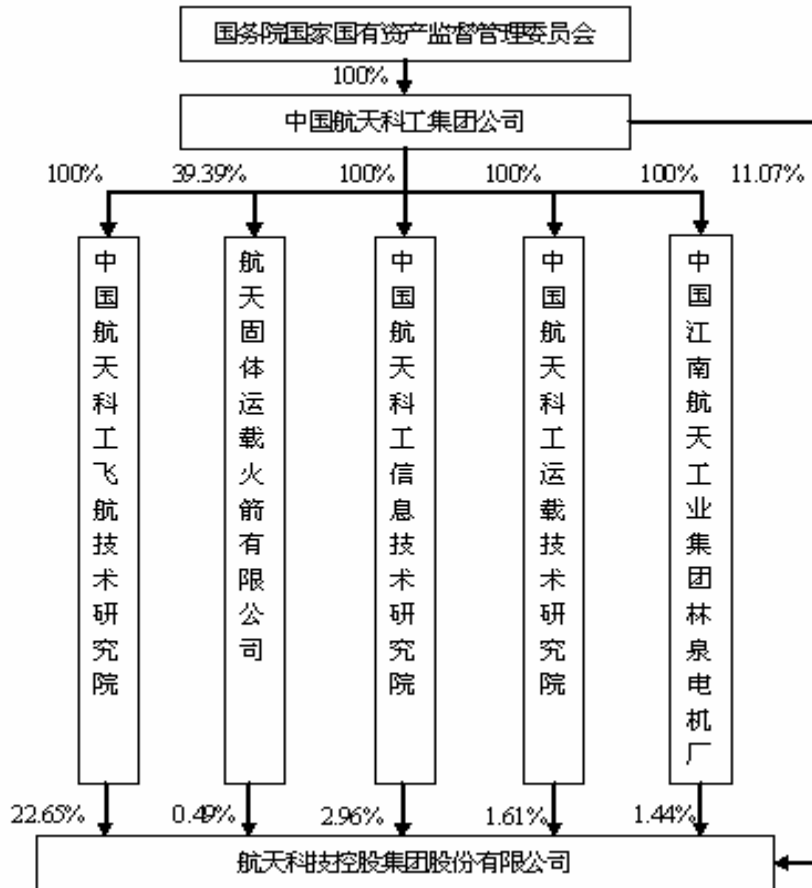 国务院国家国有资产监督管理委员会
100%
中国航天科工集团公司
100% 39.39% 100% 100% 100% 11.07%
中国航天科工飞航技术研究院
航天固体运载火箭有限公司
中国航天科工信息技术研究院
中国航天科工运载技术研究院
中国江南航天工业集团林泉电机厂
22.65% 0.49% 2.96% 1.61% 1.44%
航天科技控股集团股份有限公司